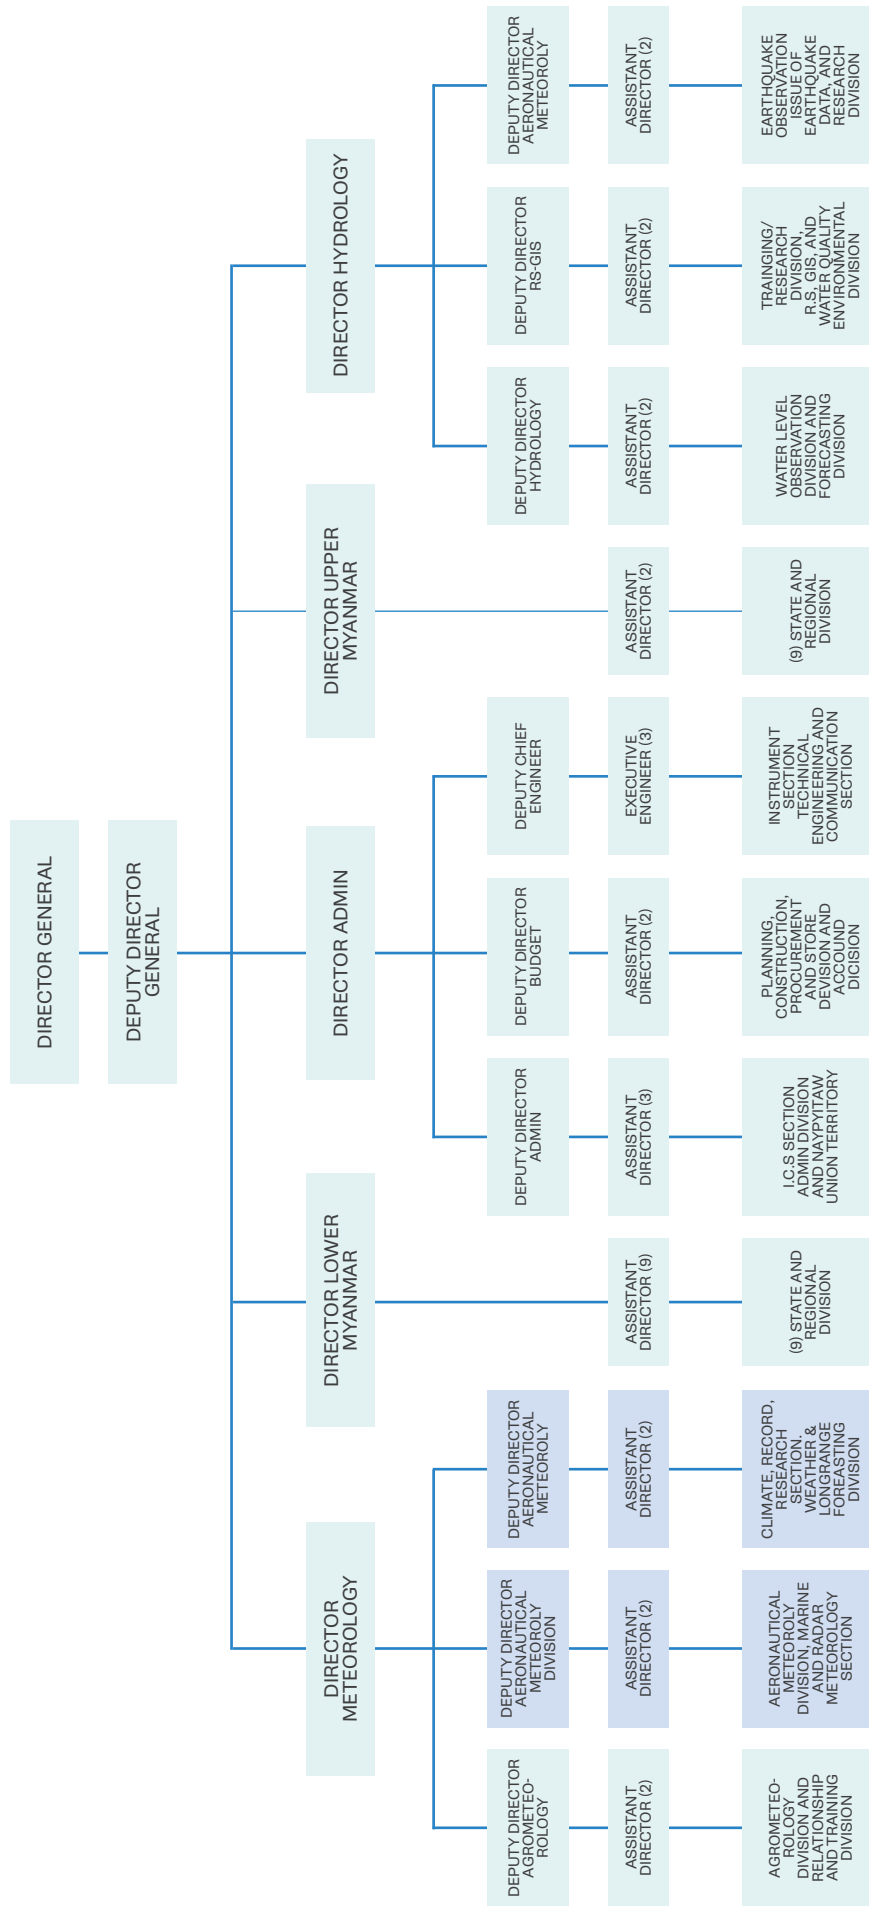 DIRECTOR GENERAL
DEPUTY DIRECTOR
GENERAL
DIRECTOR
METEOROLOGY
DIRECTOR LOWER
MYANMAR
DIRECTOR ADMIN
DIRECTOR UPPER
MYANMAR
DIRECTOR HYDROLOGY
DEPUTY DIRECTOR
AGROMETEO-
ROLOGY
DEPUTY DIRECTOR
AERONAUTICAL
METEOROLY
DIVISION
DEPUTY DIRECTOR
AERONAUTICAL
METEOROLY
DEPUTY DIRECTOR
ADMIN
DEPUTY DIRECTOR
BUDGET
DEPUTY CHIEF
ENGINEER
DEPUTY DIRECTOR
HYDROLOGY
DEPUTY DIRECTOR
RS-GIS
DEPUTY DIRECTOR
AERONAUTICAL
METEOROLY
ASSISTANT
DIRECTOR (2)
ASSISTANT
DIRECTOR (2)
ASSISTANT
DIRECTOR (2)
ASSISTANT
DIRECTOR (9)
ASSISTANT
DIRECTOR (3)
ASSISTANT
DIRECTOR (2)
EXECUTIVE
ENGINEER (3)
ASSISTANT
DIRECTOR (2)
ASSISTANT
DIRECTOR (2)
ASSISTANT
DIRECTOR (2)
ASSISTANT
DIRECTOR (2)
AGROMETEO-
ROLOGY
DIVISION AND
RELATIONSHIP
AND TRAINING
DIVISION
AERONAUTICAL
METEOROLY
DIVISION, MARINE
AND RADAR
METEOROLOGY
SECTION
CLIMATE, RECORD,
RESEARCH
SECTION.
WEATHER &
LONGRANGE
FOREASTING
DIVISION
(9) STATE AND
REGIONAL
DIVISION
I.C.S SECTION
ADMIN DIVISION
AND NAYPYITAW
UNION TERRITORY
PLANNING,
CONSTRUCTION,
PROCUREMENT
AND STORE
DEVISION AND
ACCOUND
DICISION
INSTRUMENT
SECTION
TECHNICAL
ENGINEERING AND
COMMUNICATION
SECTION
(9) STATE AND
REGIONAL
DIVISION
WATER LEVEL
OBSERVATION
DIVISION AND
FORECASTING
DIVISION
TRAINGING/
RESEARCH
DIVISION,
R.S, GIS, AND
WATER QUALITY
ENVIRONMENTAL
DIVISION
EARTHQUAKE
OBSERVATION
ISSUE OF
EARTHQUAKE
DATA, AND
RESEARCH
DIVISION